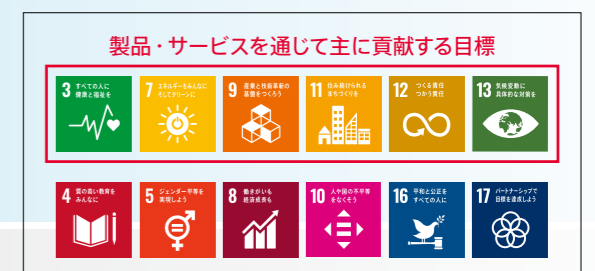 製品・サービスを通じて主に貢献する目標
3 すべての人に
健康と福祉を
7 エネルギーをみんなに
そしてクリーンに
9 産業と技術革新の
基盤をつくろう
11 住み続けられる
まちづくりを
12 つくる責任
つかう責任
13 気候変動に
具体的な対策を
4 質の高い教育を
みんなに
5 ジェンダー平等を
実現しよう
8 働きがいも
経済成長も
10 人や国の不平等
をなくそう
16 平和と公正を
すべての人に
17 パートナーシップで
目標を達成しよう